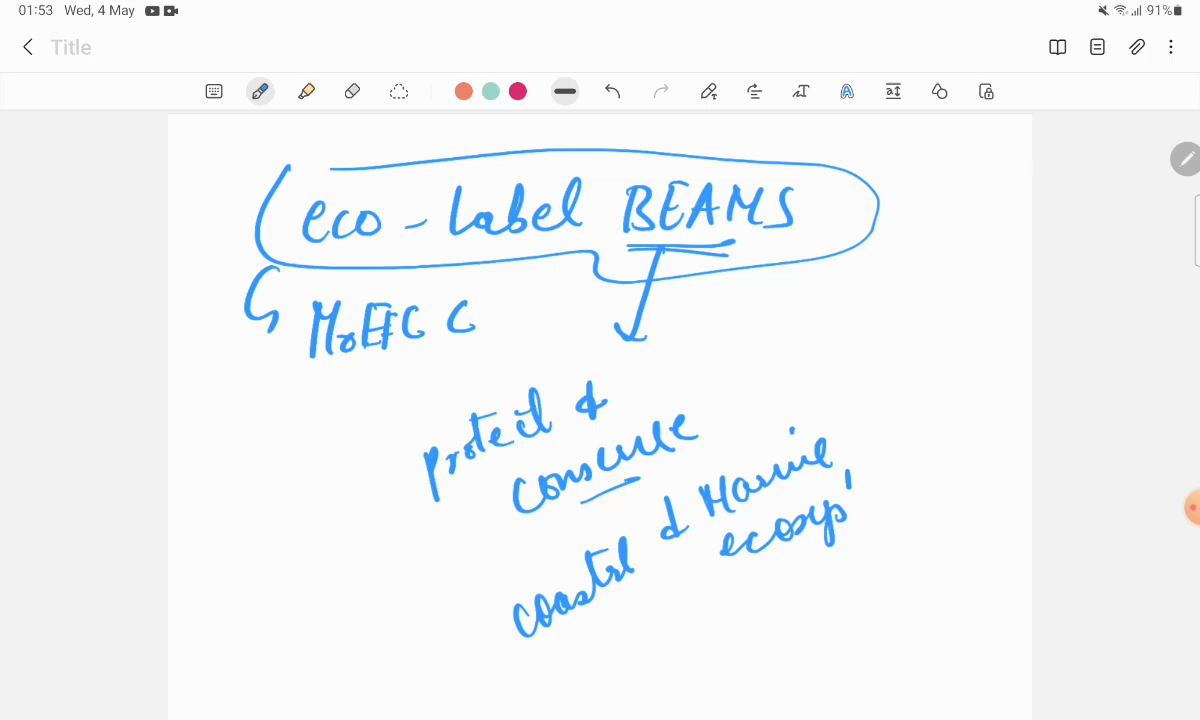 01:53 Wed, 4 May 91%
Title
eco-label BEAMS
MoEFCC
protect &
conserve
coastal & Marine
ecosys'